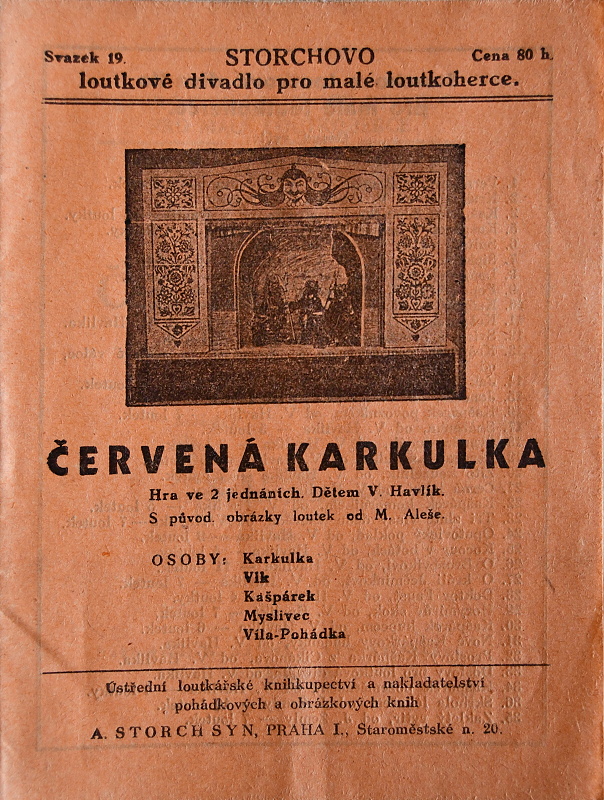 Svazek 19. STORCHOVO Cena 80 h.
loutkové divadlo pro malé loutkoherce.
ČERVENÁ KARKULKA
Hra ve 2 jednáních. Dětem V. Havlík.
S původ. obrázky loutek od M. Aleše.
OSOBY: Karkulka
Vlk
Kašpárek
Myslivec
Víla-Pohádka
Ústřední loutkářské knihkupectví a nakladatelství
pohádkových a obrázkových knih
A. STORCH SYN, PRAHA I., Staroměstské n. 20.